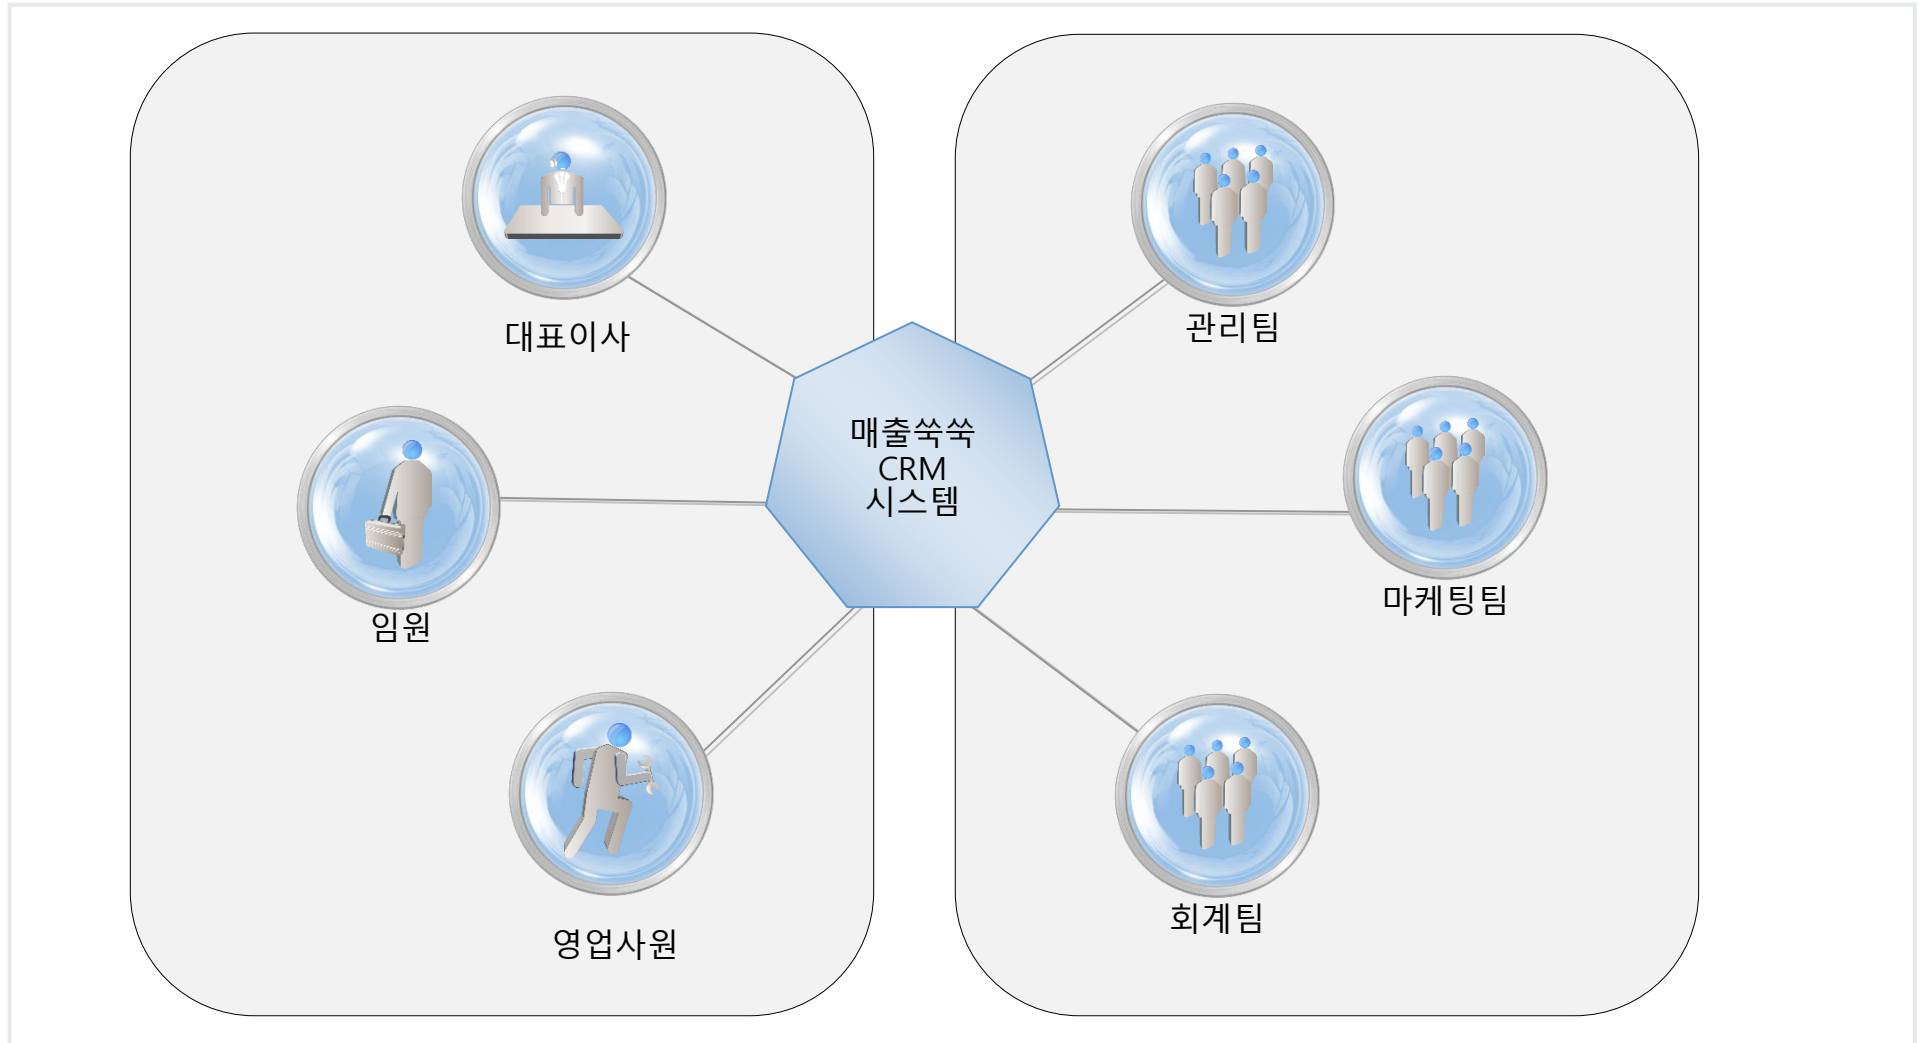 대표이사
관리팀
매출쑥쑥
CRM
시스템
임원
마케팅팀
영업사원
회계팀